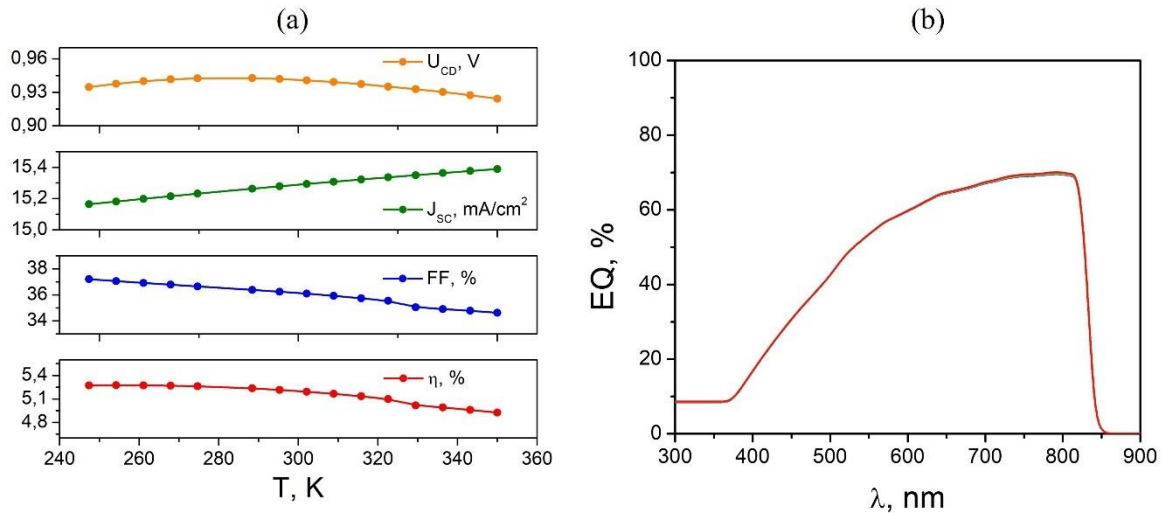 (a)
0,96
0,93
0,90
U_CD, V
15,4
15,2
15,0
J_SC, mA/cm²
38
36
34
FF, %
5,4
5,1
4,8
η, %
240 260 280 300 320 340 360
T, K
(b)
100
80
60
40
20
0
EQ, %
300 400 500 600 700 800 900
λ, nm